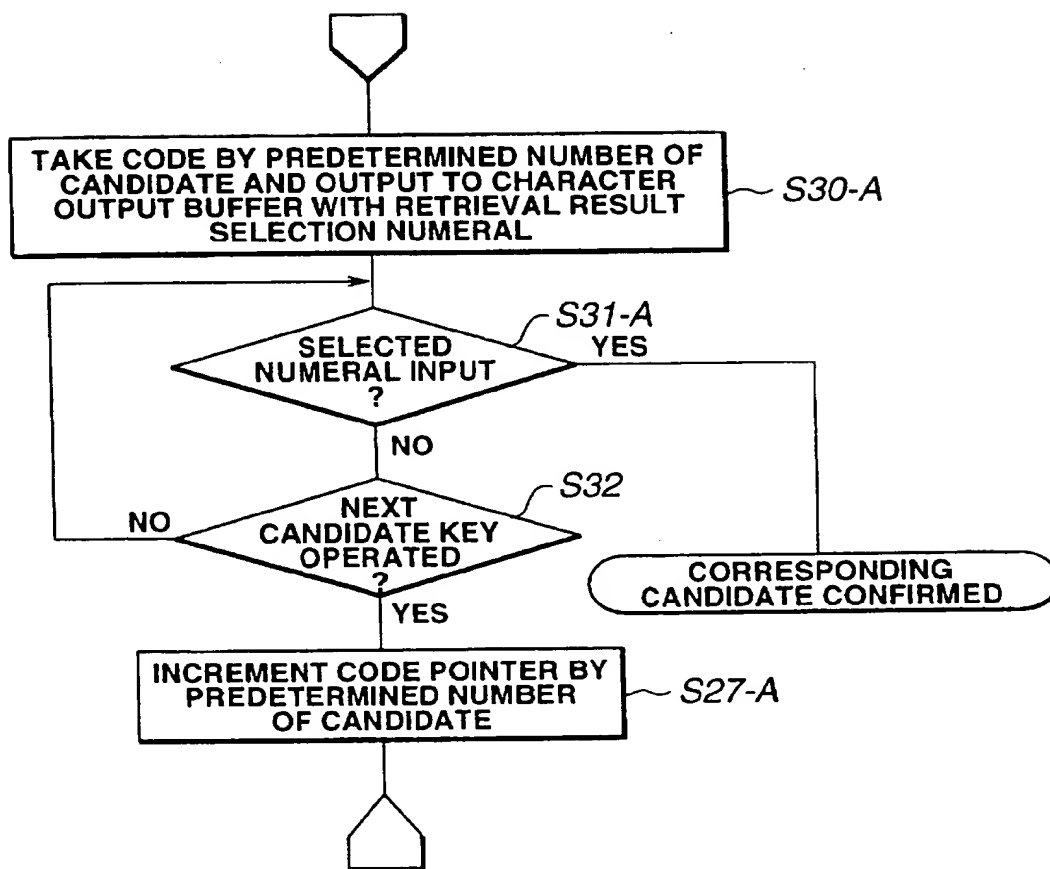 TAKE CODE BY PREDETERMINED NUMBER OF
CANDIDATE AND OUTPUT TO CHARACTER
OUTPUT BUFFER WITH RETRIEVAL RESULT
SELECTION NUMERAL
S30-A
S31-A
SELECTED
NUMERAL INPUT
?
YES
NO
S32
NEXT
CANDIDATE KEY
OPERATED
?
NO
YES
CORRESPONDING
CANDIDATE CONFIRMED
INCREMENT CODE POINTER BY
PREDETERMINED NUMBER
OF CANDIDATE
S27-A